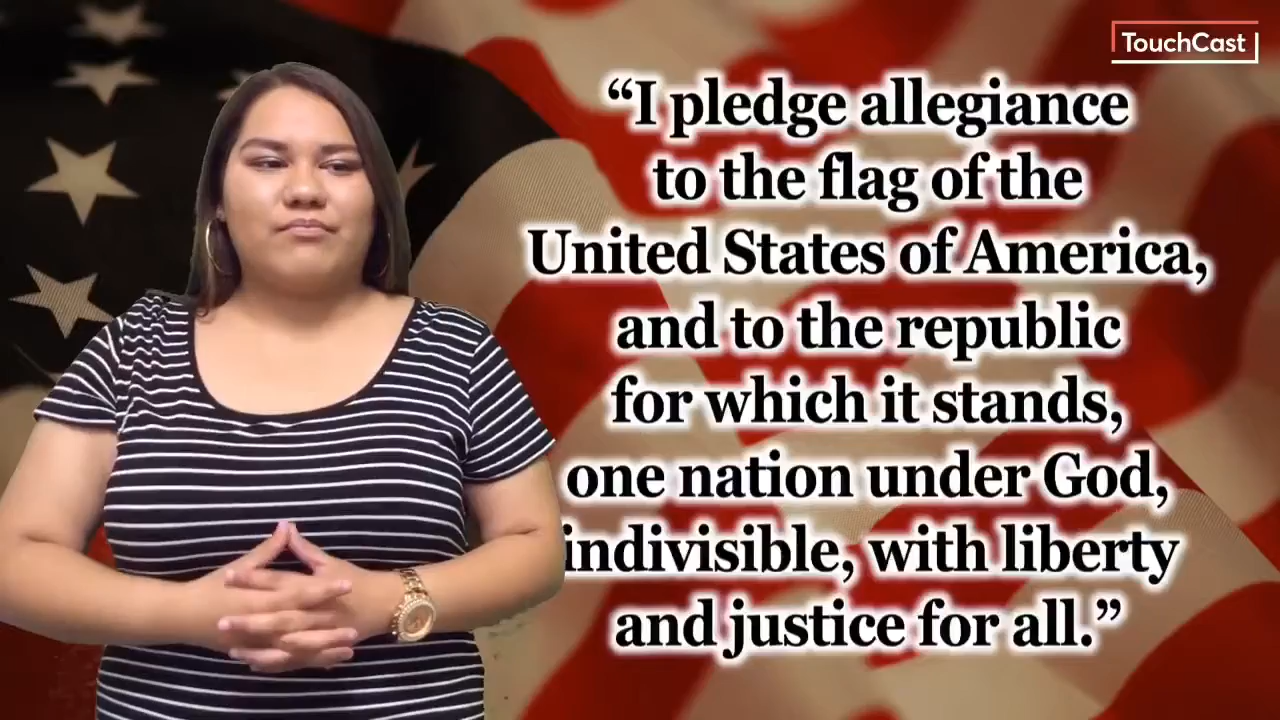 TouchCast
“I pledge allegiance
to the flag of the
United States of America,
and to the republic
for which it stands,
one nation under God,
indivisible, with liberty
and justice for all.”